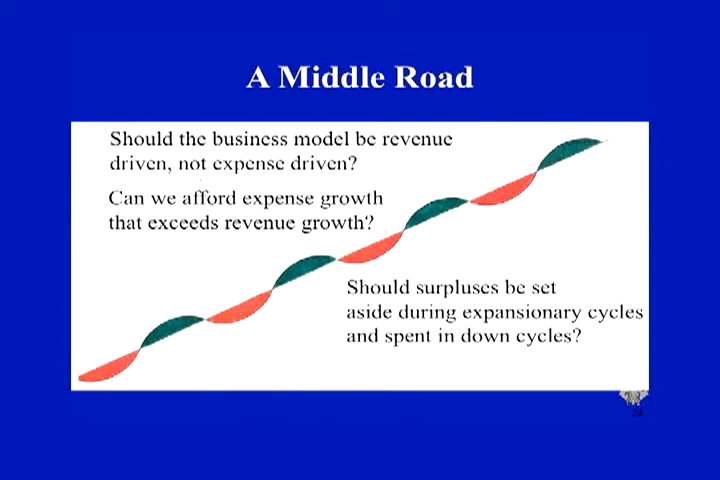 A Middle Road
Should the business model be revenue
driven, not expense driven?
Can we afford expense growth
that exceeds revenue growth?
Should surpluses be set
aside during expansionary cycles
and spent in down cycles?